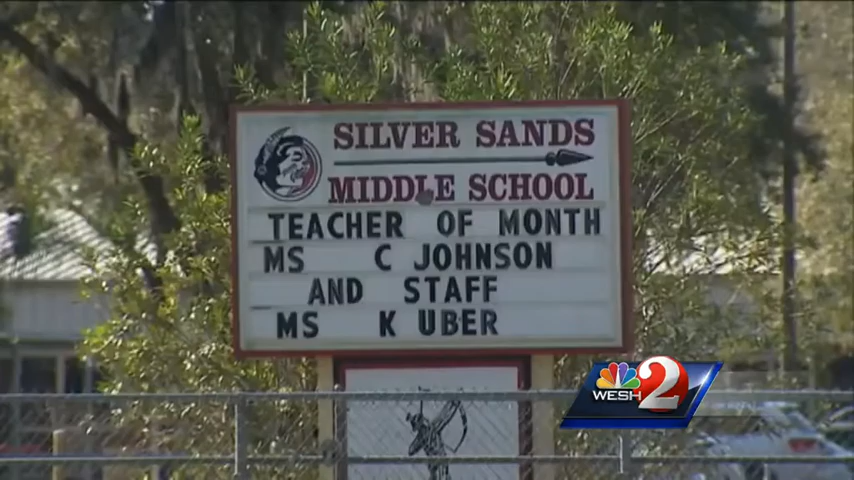 SILVER SANDS
MIDDLE SCHOOL
TEACHER OF MONTH
MS C JOHNSON
AND STAFF
MS K UBER
WESH 2